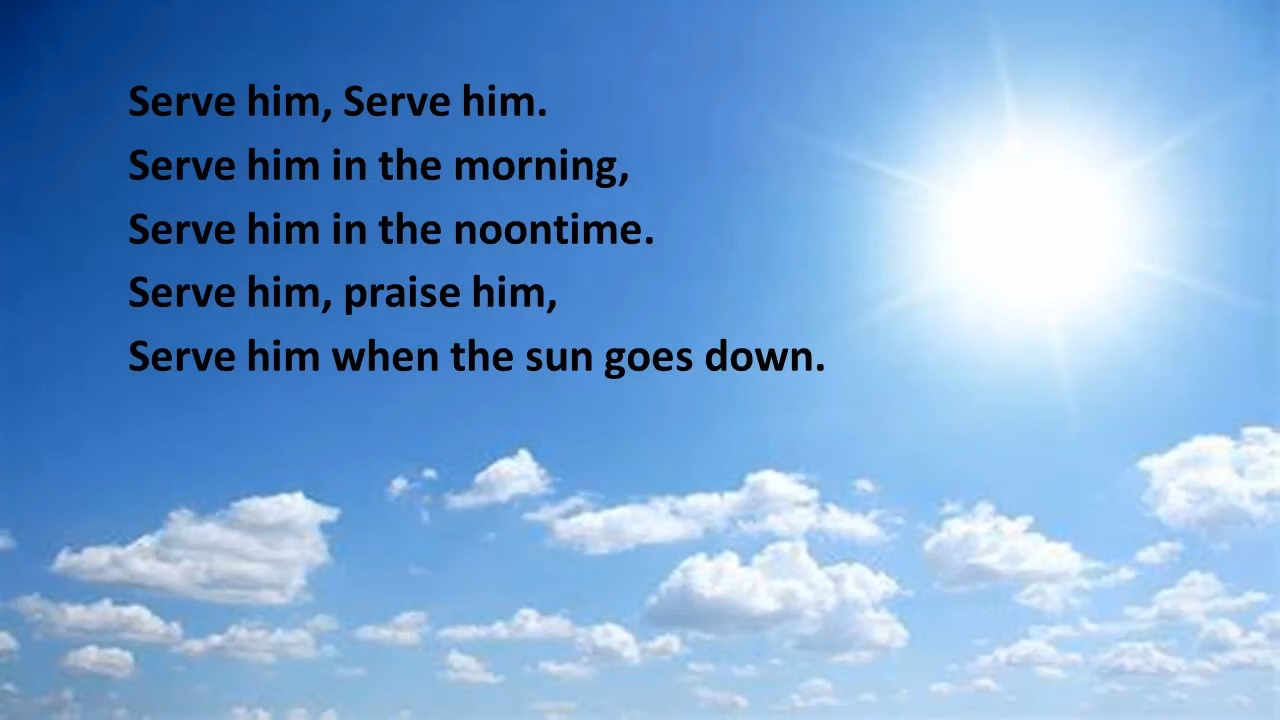 Serve him, Serve him.
Serve him in the morning,
Serve him in the noontime.
Serve him, praise him,
Serve him when the sun goes down.